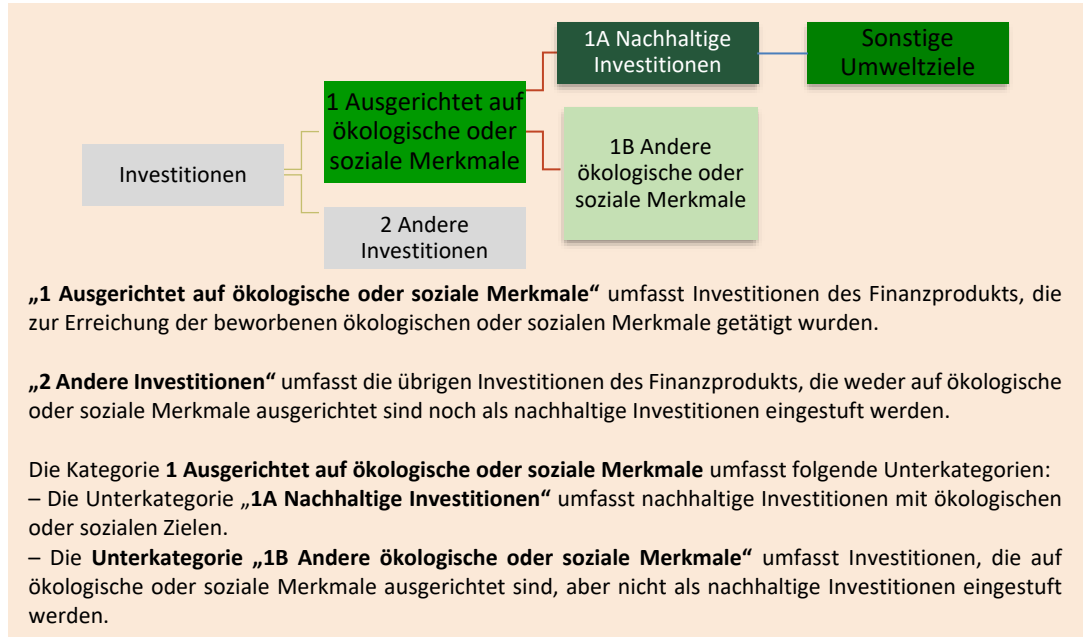 1A Nachhaltige
Investitionen
Sonstige
Umweltziele
1 Ausgerichtet auf
ökologische oder
soziale Merkmale
1B Andere
ökologische oder
soziale Merkmale
Investitionen
2 Andere
Investitionen
„1 Ausgerichtet auf ökologische oder soziale Merkmale“ umfasst Investitionen des Finanzprodukts, die
zur Erreichung der beworbenen ökologischen oder sozialen Merkmale getätigt wurden.
„2 Andere Investitionen“ umfasst die übrigen Investitionen des Finanzprodukts, die weder auf ökologische
oder soziale Merkmale ausgerichtet sind noch als nachhaltige Investitionen eingestuft werden.
Die Kategorie 1 Ausgerichtet auf ökologische oder soziale Merkmale umfasst folgende Unterkategorien:
– Die Unterkategorie „1A Nachhaltige Investitionen“ umfasst nachhaltige Investitionen mit ökologischen
oder sozialen Zielen.
– Die Unterkategorie „1B Andere ökologische oder soziale Merkmale“ umfasst Investitionen, die auf
ökologische oder soziale Merkmale ausgerichtet sind, aber nicht als nachhaltige Investitionen eingestuft
werden.